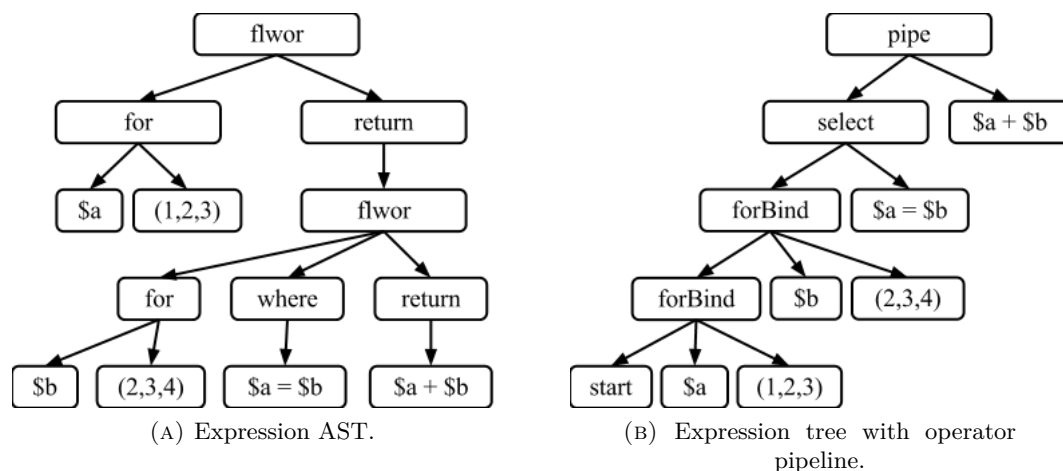 flwor
for
return
$a
(1,2,3)
flwor
for
where
return
$b
(2,3,4)
$a = $b
$a + $b
(A) Expression AST.
pipe
select
$a + $b
forBind
$a = $b
forBind
$b
(2,3,4)
start
$a
(1,2,3)
(B) Expression tree with operator
pipeline.